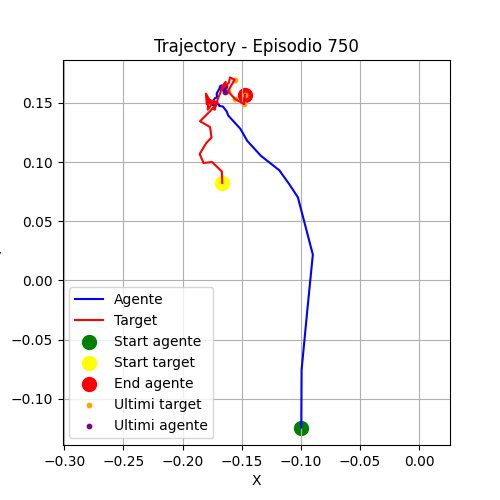 Trajectory - Episodio 750
0.15
0.10
0.05
0.00
−0.05
−0.10
Agente
Target
Start agente
Start target
End agente
Ultimi target
Ultimi agente
−0.30
−0.25
−0.20
−0.15
−0.10
−0.05
0.00
X